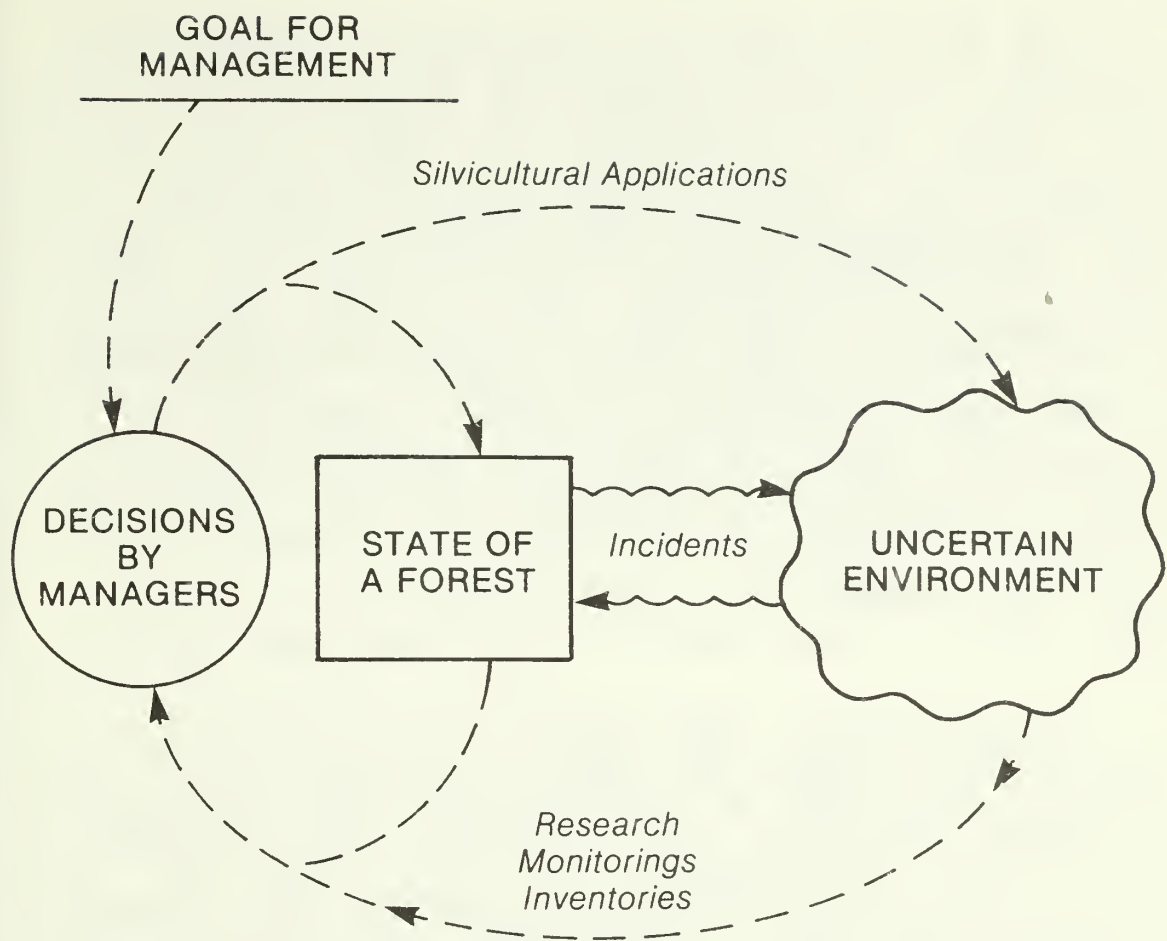 GOAL FOR
MANAGEMENT
Silvicultural Applications
DECISIONS
BY
MANAGERS
STATE OF
A FOREST
Incidents
UNCERTAIN
ENVIRONMENT
Research
Monitorings
Inventories